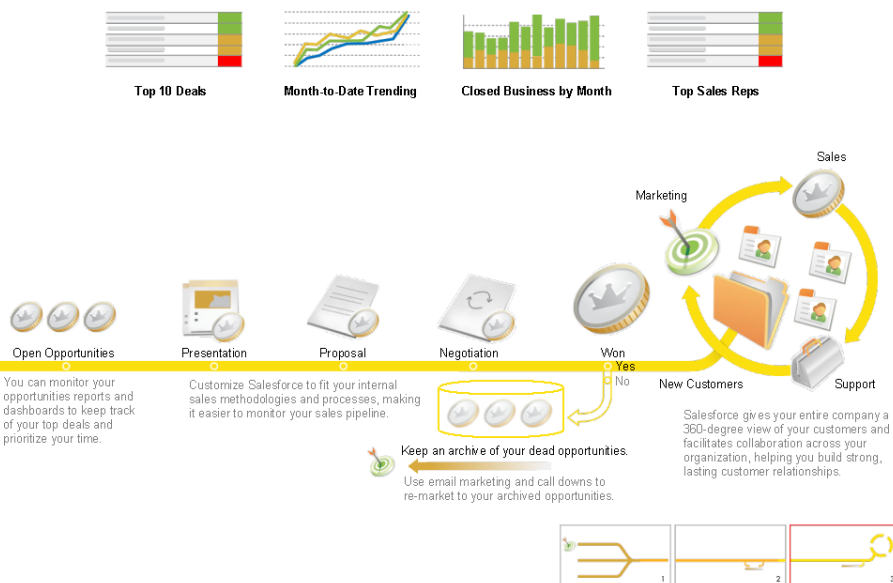 Top 10 Deals
Month-to-Date Trending
Closed Business by Month
Top Sales Reps
Sales
Marketing
Open Opportunities
Presentation
Proposal
Negotiation
Won
Yes
No
New Customers
Support
You can monitor your
opportunities reports and
dashboards to keep track
of your top deals and
prioritize your time.
Customize Salesforce to fit your internal
sales methodologies and processes, making
it easier to monitor your sales pipeline.
Keep an archive of your dead opportunities.
Use email marketing and call downs to
re-market to your archived opportunities.
Salesforce gives your entire company a
360-degree view of your customers and
facilitates collaboration across your
organization, helping you build strong,
lasting customer relationships.
1
2
3